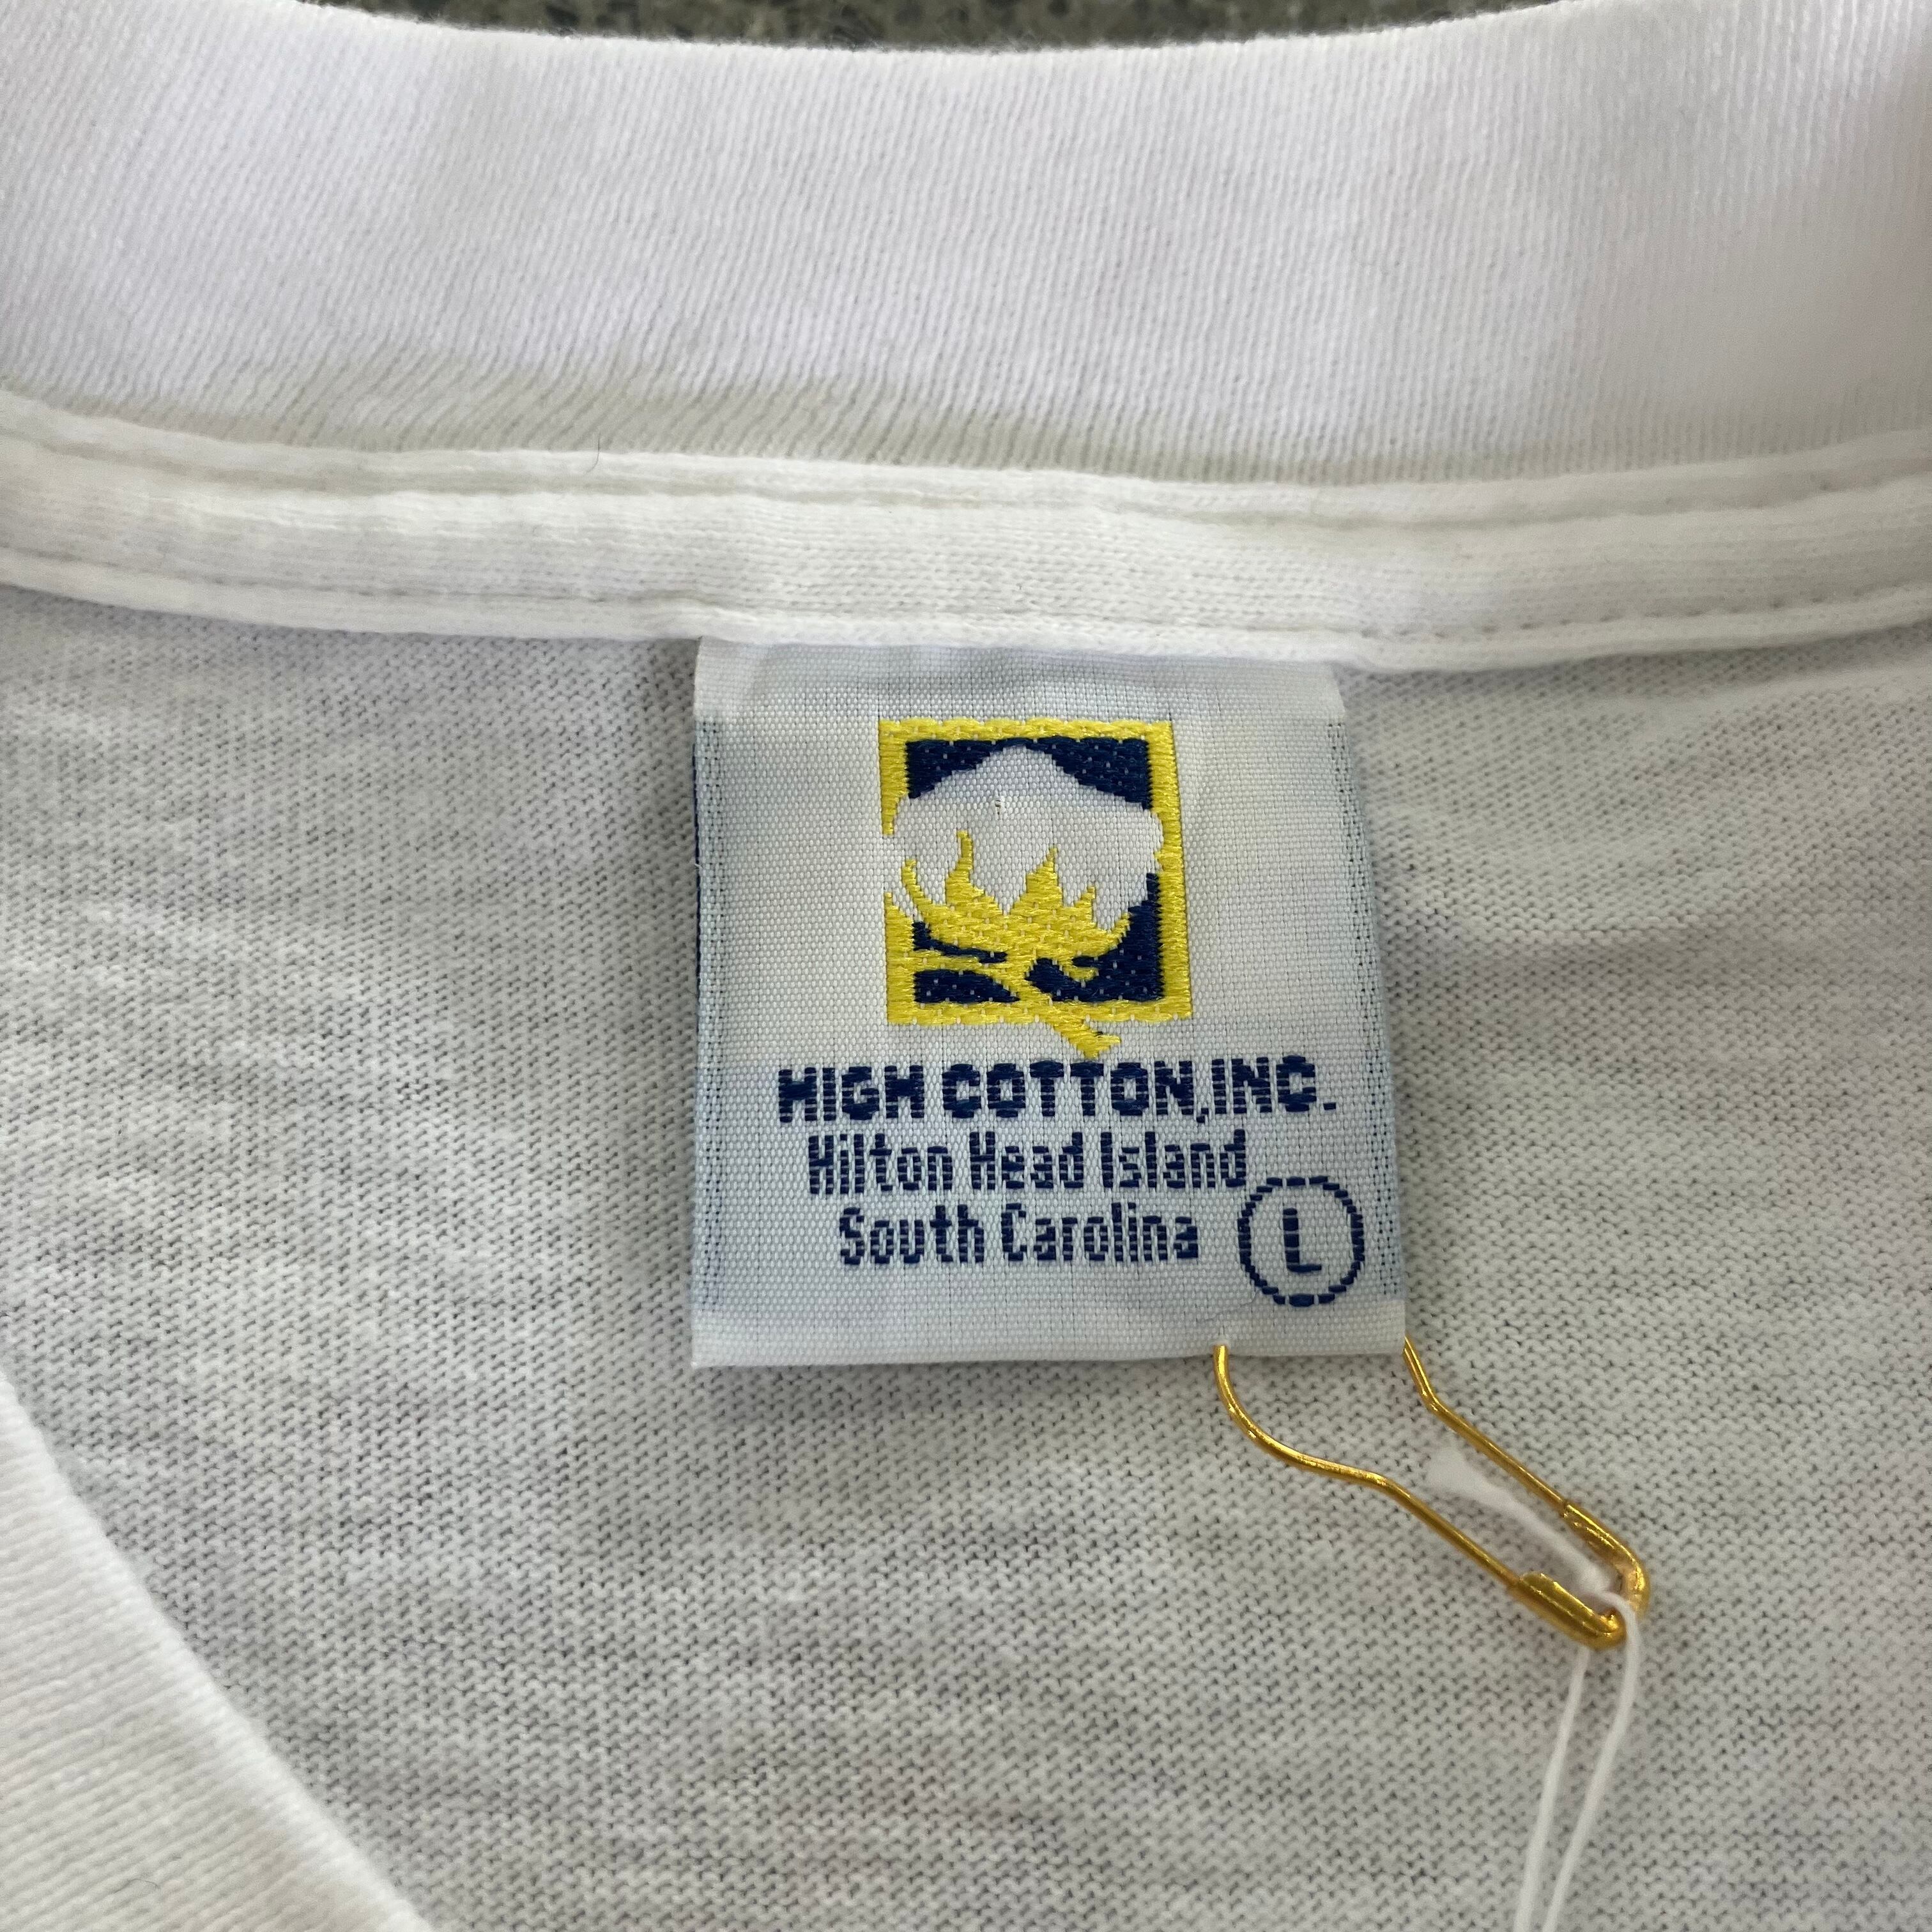 HIGH COTTON, INC.
Hilton Head Island
South Carolina
L